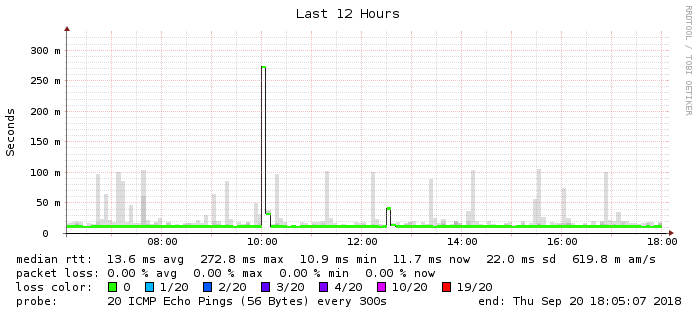 Last 12 Hours
RRDTOOL / TOBI OETIKER
Seconds
300 m
250 m
200 m
150 m
100 m
50 m
0
08:00 10:00 12:00 14:00 16:00 18:00
median rtt: 13.6 ms avg 272.8 ms max 10.9 ms min 11.7 ms now 22.0 ms sd 619.8 m am/s
packet loss: 0.00 % avg 0.00 % max 0.00 % min 0.00 % now
loss color: 0 1/20 2/20 3/20 4/20 10/20 19/20
probe: 20 ICMP Echo Pings (56 Bytes) every 300s end: Thu Sep 20 18:05:07 2018